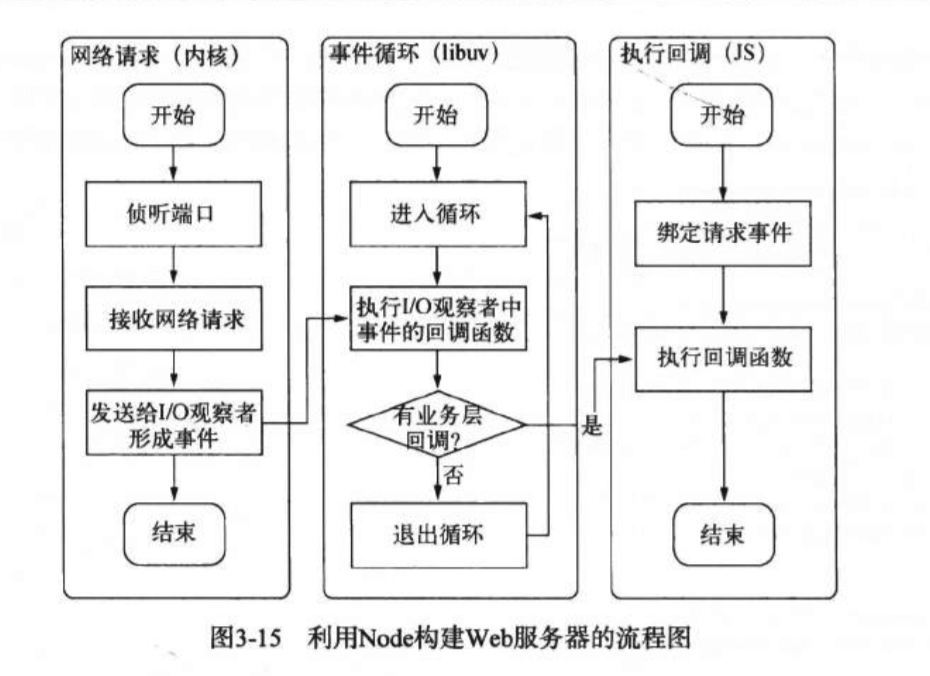 网络请求（内核）
开始
侦听端口
接收网络请求
发送给I/O观察者
形成事件
结束
事件循环（libuv）
开始
进入循环
执行I/O观察者中
事件的回调函数
有业务层
回调？
是
否
退出循环
执行回调（JS）
开始
绑定请求事件
执行回调函数
结束
图3-15 利用Node构建Web服务器的流程图